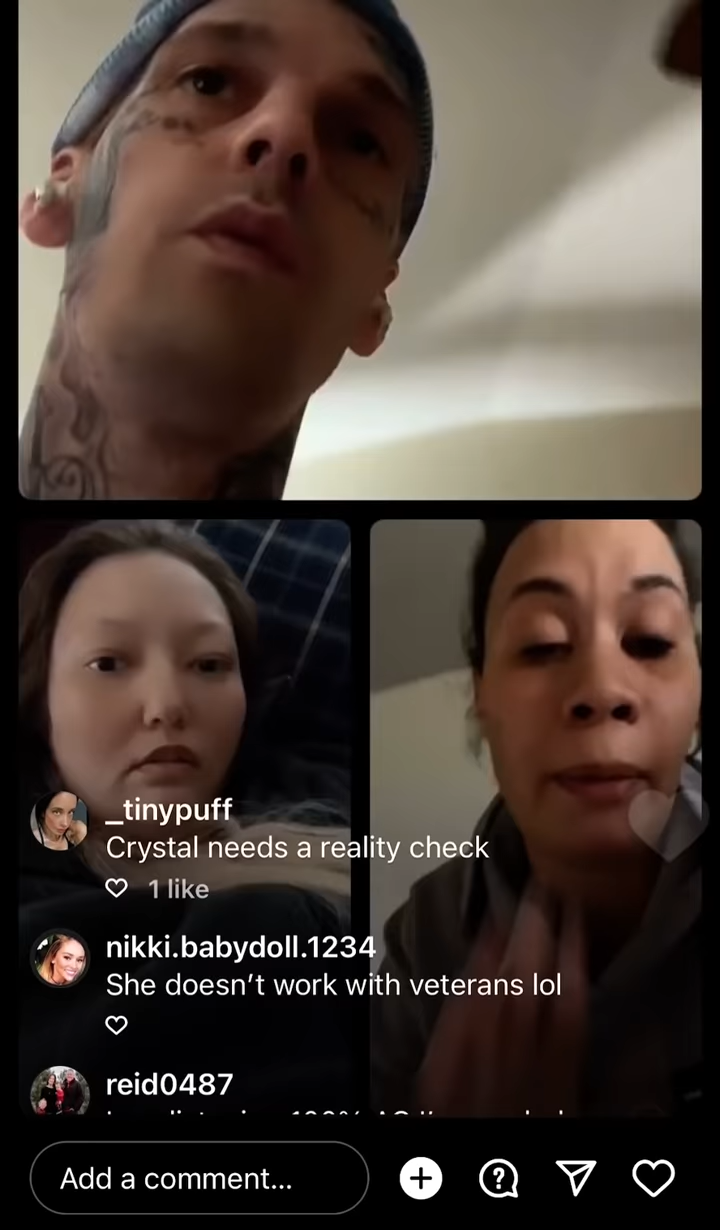 _tinypuff
Crystal needs a reality check
1 like
nikki.babydoll.1234
She doesn't work with veterans lol
reid0487
100%
Add a comment...